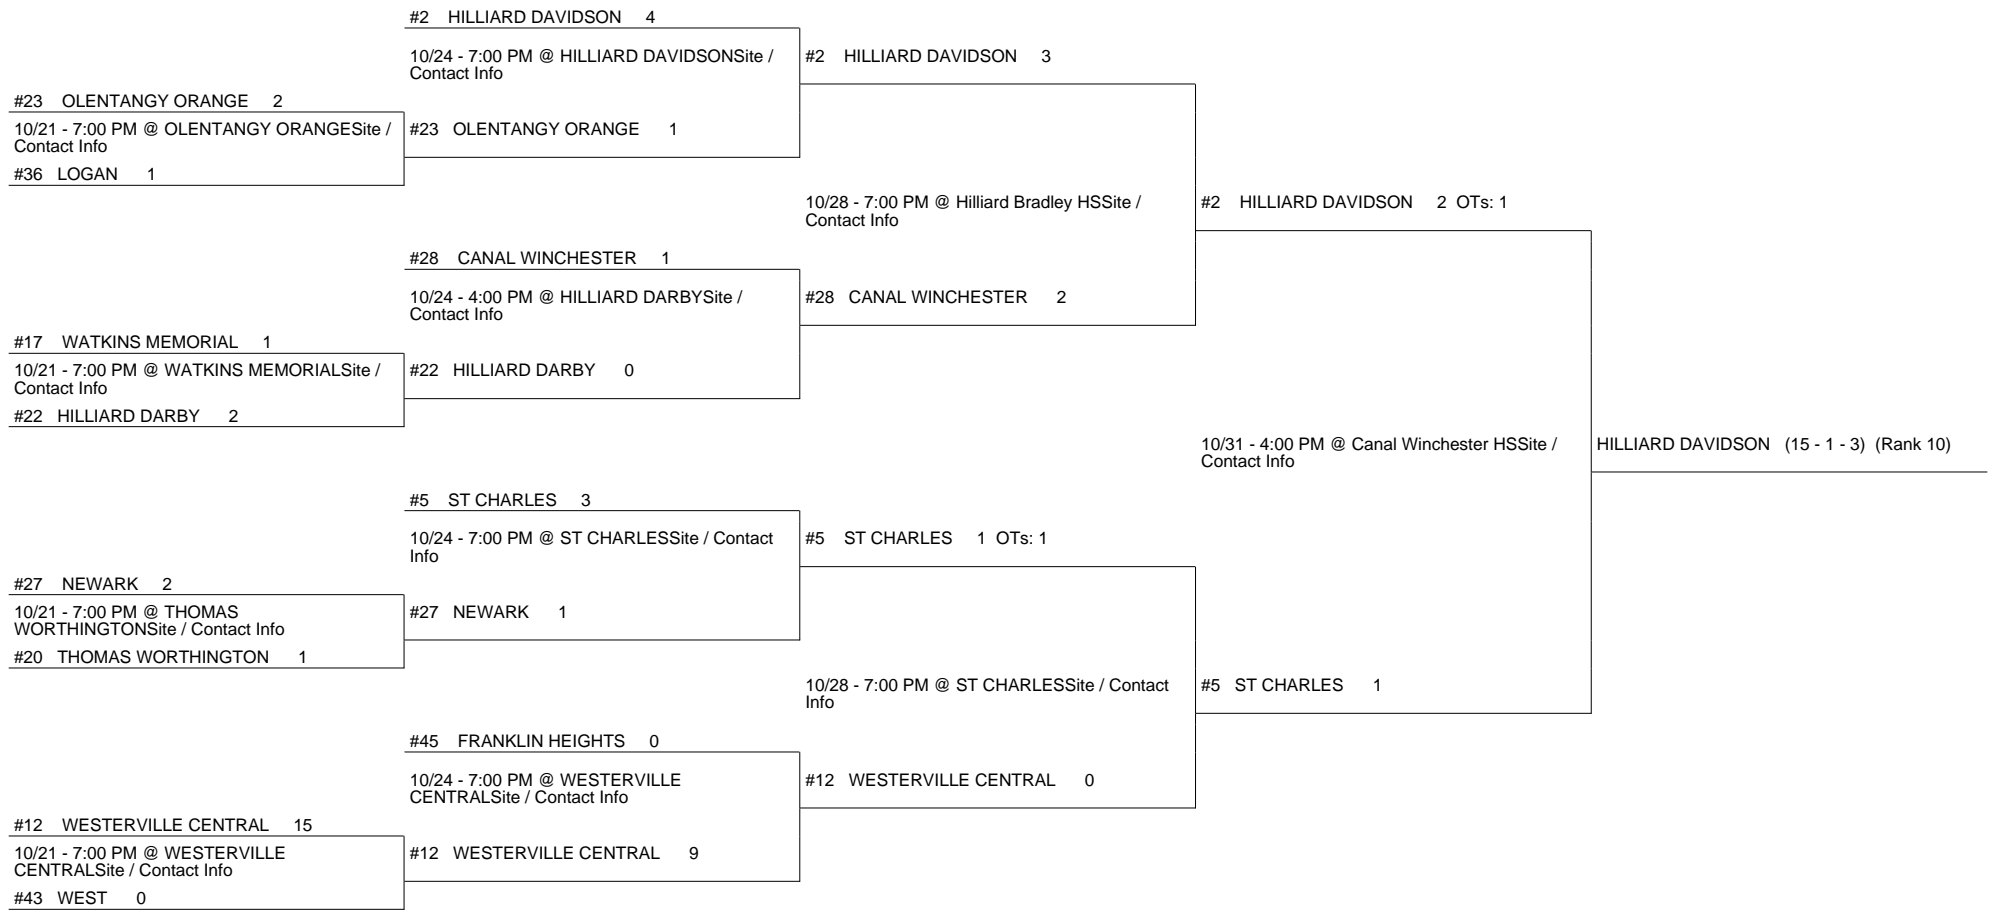 #2 HILLIARD DAVIDSON 4
10/24 - 7:00 PM @ HILLIARD DAVIDSONSite /
Contact Info
#2 HILLIARD DAVIDSON 3
#23 OLENTANGY ORANGE 2
10/21 - 7:00 PM @ OLENTANGY ORANGESite /
Contact Info
#23 OLENTANGY ORANGE 1
#36 LOGAN 1
10/28 - 7:00 PM @ Hilliard Bradley HSSite /
Contact Info
#2 HILLIARD DAVIDSON 2 OTs: 1
#28 CANAL WINCHESTER 1
10/24 - 4:00 PM @ HILLIARD DARBYSite /
Contact Info
#28 CANAL WINCHESTER 2
#17 WATKINS MEMORIAL 1
10/21 - 7:00 PM @ WATKINS MEMORIALSite /
Contact Info
#22 HILLIARD DARBY 0
#22 HILLIARD DARBY 2
10/31 - 4:00 PM @ Canal Winchester HSSite /
Contact Info
HILLIARD DAVIDSON (15 - 1 - 3) (Rank 10)
#5 ST CHARLES 3
10/24 - 7:00 PM @ ST CHARLESSite / Contact
Info
#5 ST CHARLES 1 OTs: 1
#27 NEWARK 2
10/21 - 7:00 PM @ THOMAS
WORTHINGTONSite / Contact Info
#27 NEWARK 1
#20 THOMAS WORTHINGTON 1
10/28 - 7:00 PM @ ST CHARLESSite / Contact
Info
#5 ST CHARLES 1
#45 FRANKLIN HEIGHTS 0
10/24 - 7:00 PM @ WESTERVILLE
CENTRALSite / Contact Info
#12 WESTERVILLE CENTRAL 0
#12 WESTERVILLE CENTRAL 15
10/21 - 7:00 PM @ WESTERVILLE
CENTRALSite / Contact Info
#12 WESTERVILLE CENTRAL 9
#43 WEST 0